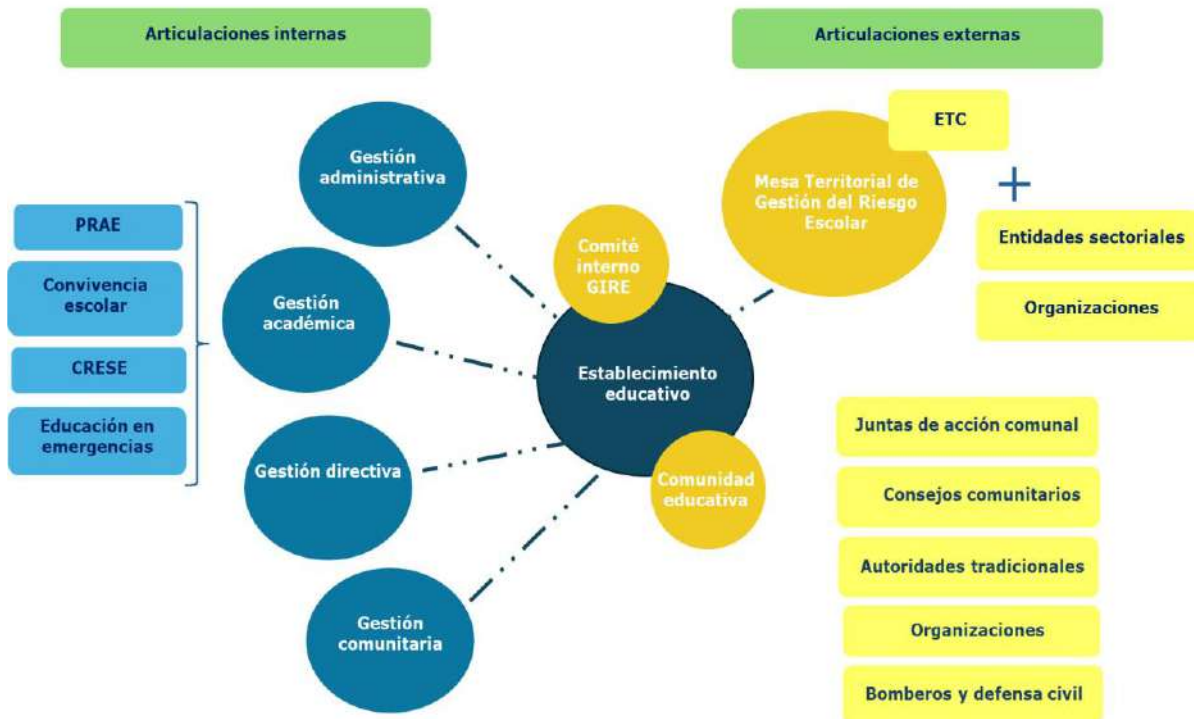 Articulaciones internas
Articulaciones externas
Gestión
administrativa
ETC
Mesa Territorial de
Gestión del Riesgo
Escolar
+
Entidades sectoriales
Organizaciones
PRAE
Convivencia
escolar
CRESE
Educación en
emergencias
Gestión
académica
Comité
interno
GIRE
Establecimiento
educativo
Gestión directiva
Comunidad
educativa
Gestión
comunitaria
Juntas de acción comunal
Consejos comunitarios
Autoridades tradicionales
Organizaciones
Bomberos y defensa civil